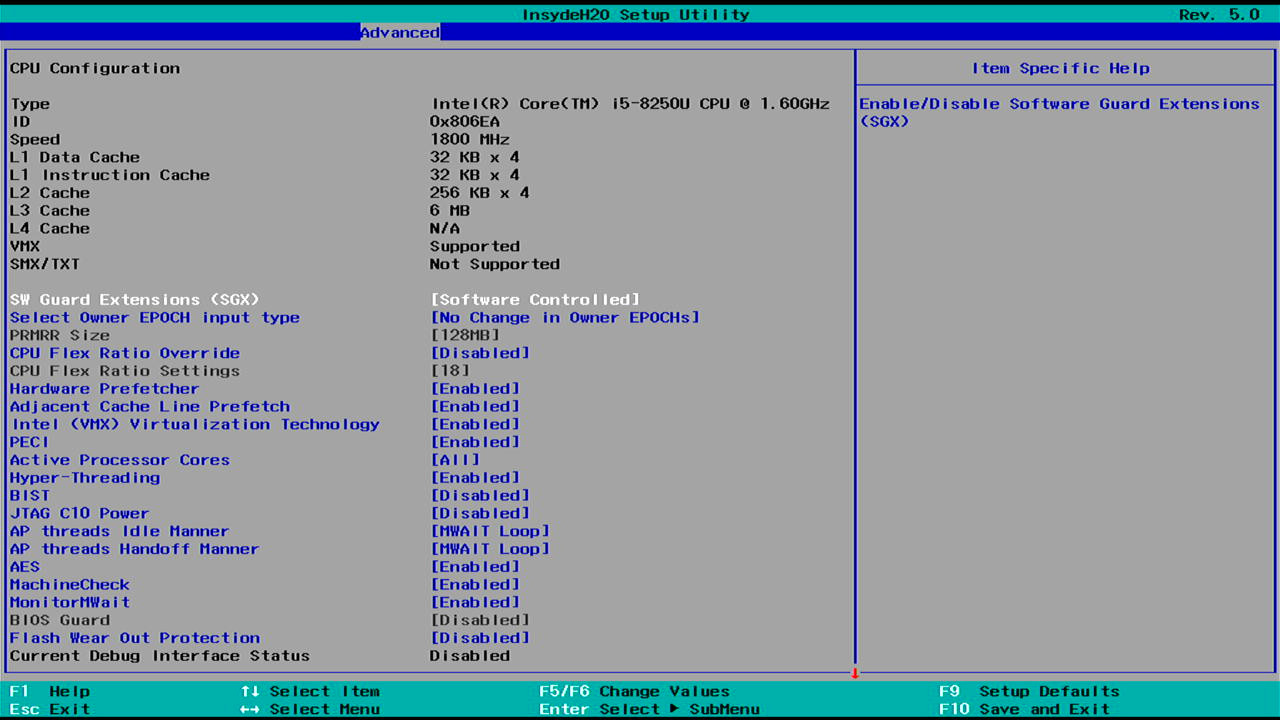 InsydeH2O Setup Utility Rev. 5.0
Advanced
CPU Configuration
Item Specific Help
Type Intel(R) Core(TM) i5-8250U CPU @ 1.60GHz
Enable/Disable Software Guard Extensions
(SGX)
ID 0x806EA
Speed 1800 MHz
L1 Data Cache 32 KB x 4
L1 Instruction Cache 32 KB x 4
L2 Cache 256 KB x 4
L3 Cache 6 MB
L4 Cache N/A
VMX Supported
SMX/TXT Not Supported
SW Guard Extensions (SGX) [Software Controlled]
Select Owner EPOCH input type [No Change in Owner EPOCHs]
PRMRR Size [128MB]
CPU Flex Ratio Override [Disabled]
CPU Flex Ratio Settings [18]
Hardware Prefetcher [Enabled]
Adjacent Cache Line Prefetch [Enabled]
Intel (VMX) Virtualization Technology [Enabled]
PECI [Enabled]
Active Processor Cores [All]
Hyper-Threading [Enabled]
BIST [Disabled]
JTAG C10 Power [Disabled]
AP threads Idle Manner [MWAIT Loop]
AP threads Handoff Manner [MWAIT Loop]
AES [Enabled]
MachineCheck [Enabled]
MonitorMWait [Enabled]
BIOS Guard [Disabled]
Flash Wear Out Protection [Disabled]
Current Debug Interface Status Disabled
F1 Help ↑↓ Select Item F5/F6 Change Values F9 Setup Defaults
Esc Exit ↔ Select Menu Enter Select ▶ SubMenu F10 Save and Exit